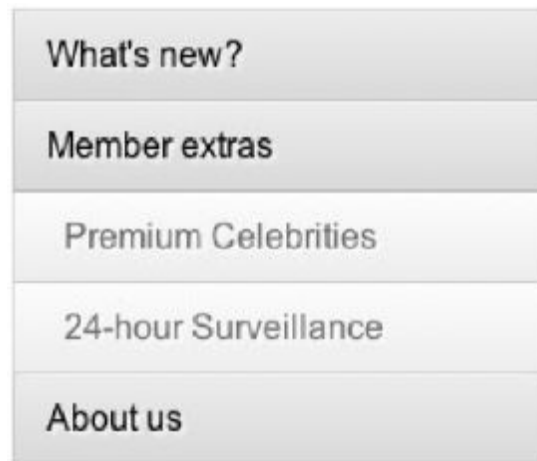 What's new?
Member extras
Premium Celebrities
24-hour Surveillance
About us